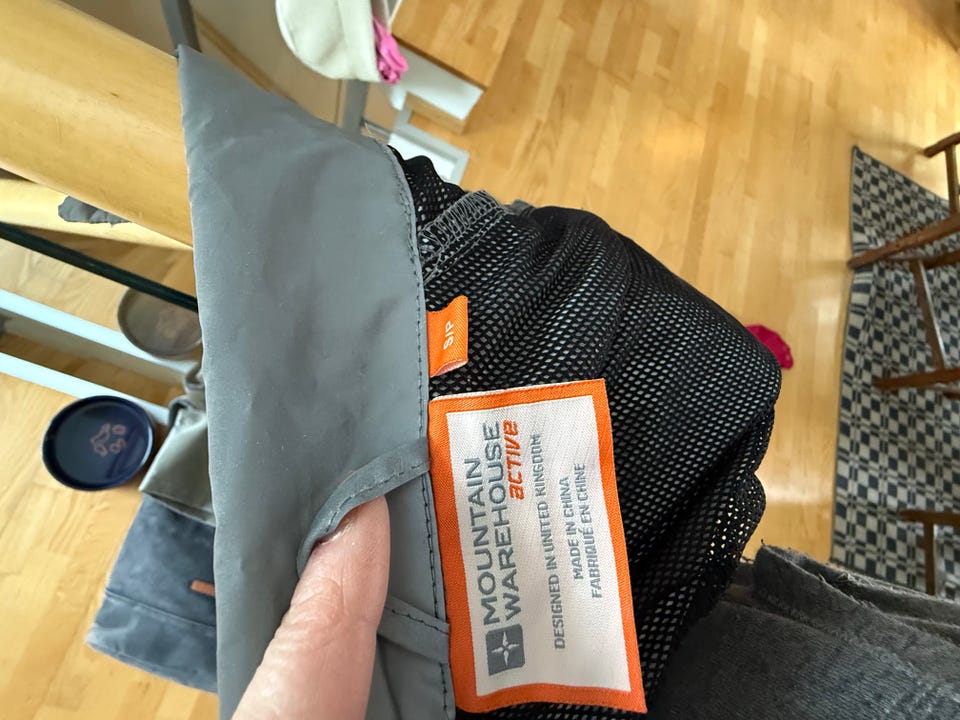 S/P
MOUNTAIN
WAREHOUSE
ACTIVE
DESIGNED IN UNITED KINGDOM
MADE IN CHINA
FABRIQUÉ EN CHINE